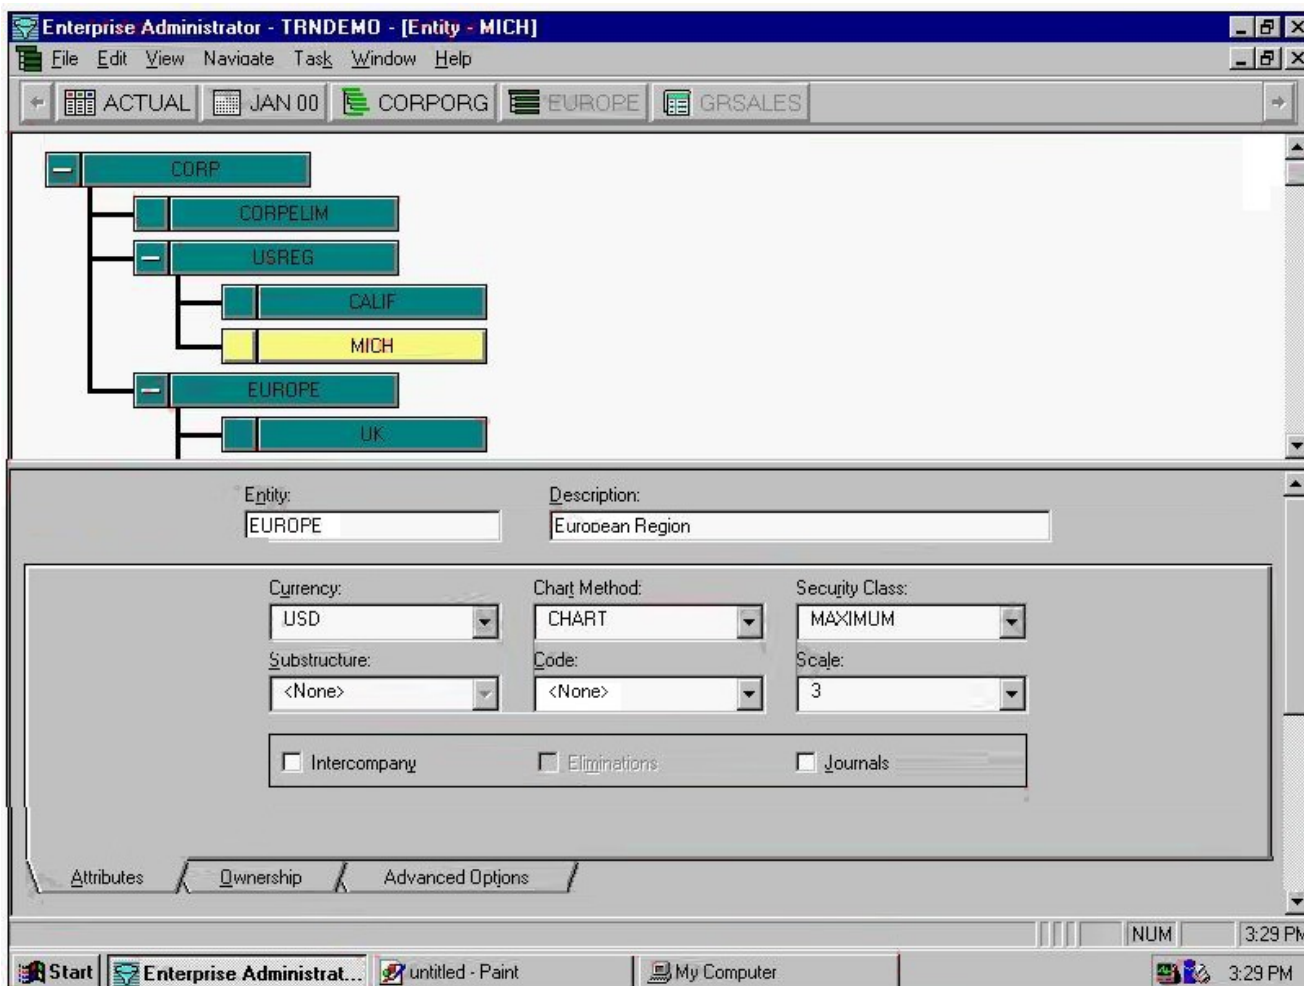 Enterprise Administrator - TRNDEMO - [Entity - MICH]
File Edit View Navigate Task Window Help
ACTUAL JAN 00 CORPORG EUROPE GRSALES
CORP
CORPELIM
USREG
CALIF
MICH
EUROPE
UK
Entity: Description:
EUROPE European Region
Currency: Chart Method: Security Class:
USD CHART MAXIMUM
Substructure: Code: Scale:
<None> <None> 3
Intercompany Eliminations Journals
Attributes Ownership Advanced Options
NUM 3:29 PM
Start Enterprise Administrat... untitled - Paint My Computer 3:29 PM